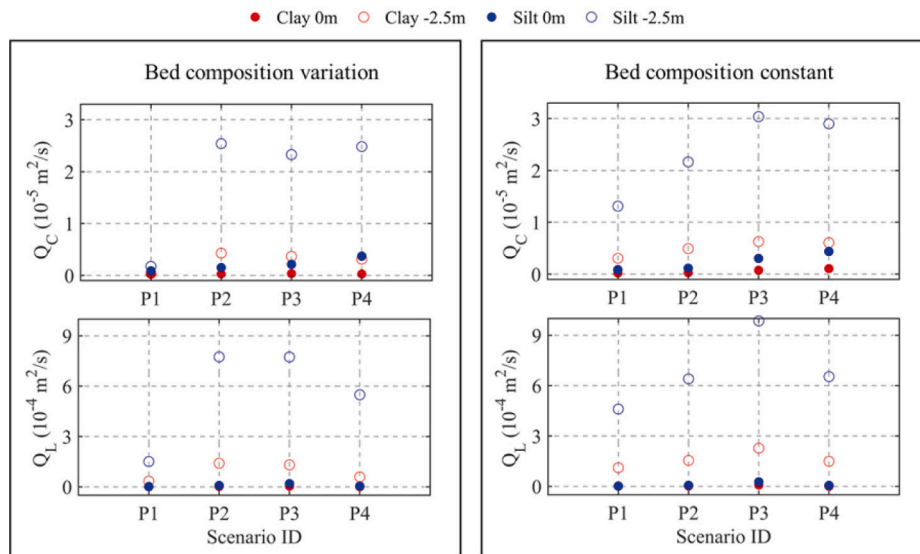 Clay 0m Clay -2.5m Silt 0m Silt -2.5m
Bed composition variation
3
2
1
0
Q_C (10^-5 m^2/s)
P1 P2 P3 P4
9
6
3
0
Q_L (10^-4 m^2/s)
P1 P2 P3 P4
Scenario ID
Bed composition constant
3
2
1
0
Q_C (10^-5 m^2/s)
P1 P2 P3 P4
9
6
3
0
Q_L (10^-4 m^2/s)
P1 P2 P3 P4
Scenario ID